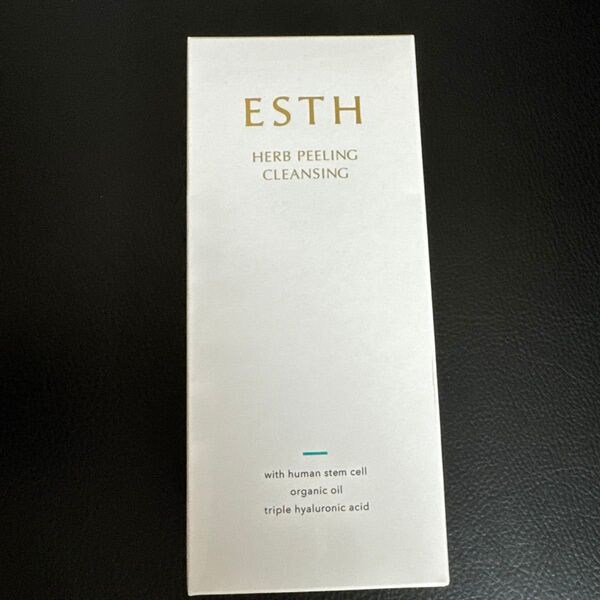 ESTH
HERB PEELING
CLEANSING
with human stem cell
organic oil
triple hyaluronic acid